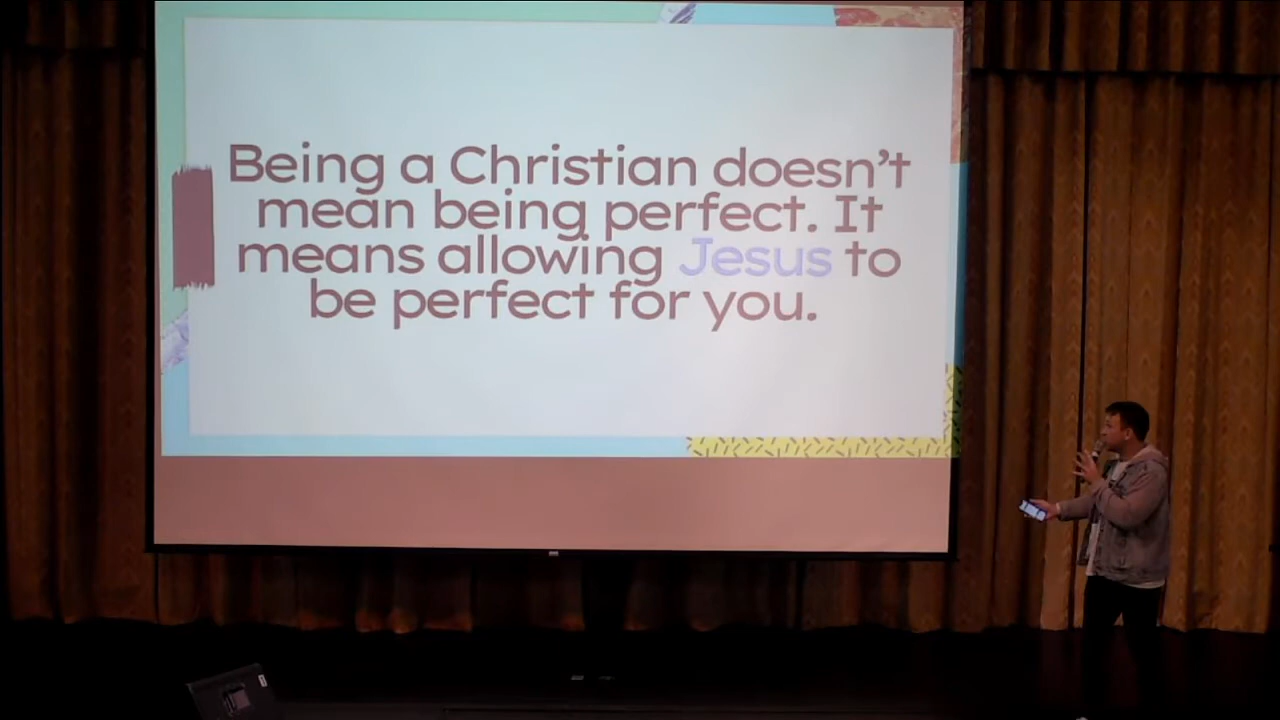 Being a Christian doesn't
mean being perfect. It
means allowing Jesus to
be perfect for you.